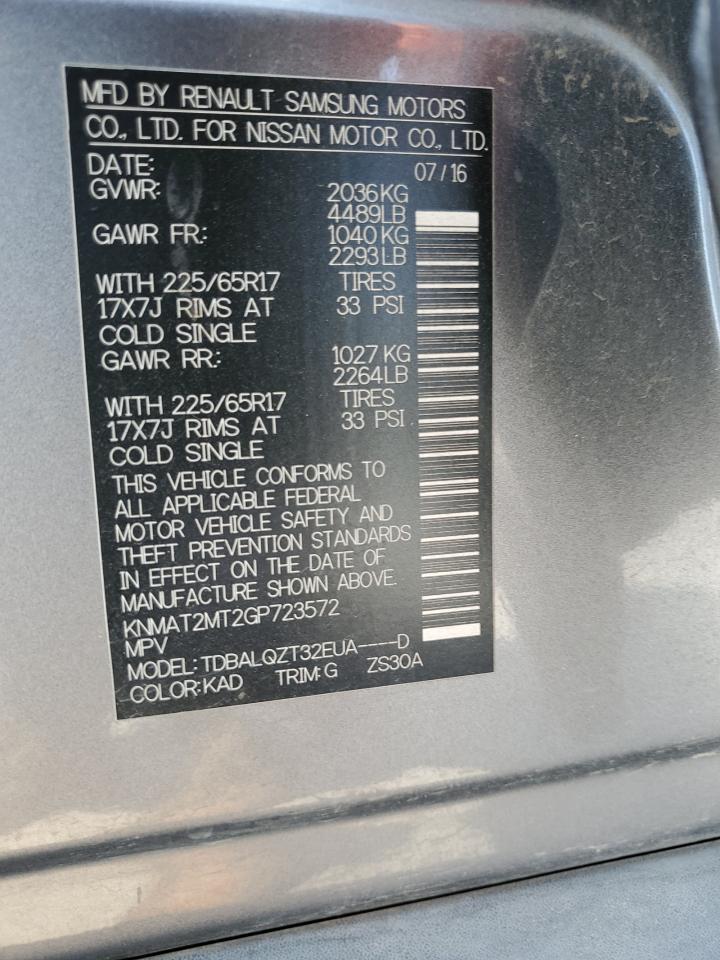 MFD BY RENAULT SAMSUNG MOTORS
CO., LTD. FOR NISSAN MOTOR CO., LTD.
DATE: 07/16
GVWR: 2036KG
4489LB
GAWR FR: 1040KG
2293LB
WITH 225/65R17 TIRES
17X7J RIMS AT 33 PSI
COLD SINGLE
GAWR RR: 1027KG
2264LB
WITH 225/65R17 TIRES
17X7J RIMS AT 33 PSI
COLD SINGLE
THIS VEHICLE CONFORMS TO
ALL APPLICABLE FEDERAL
MOTOR VEHICLE SAFETY AND
THEFT PREVENTION STANDARDS
IN EFFECT ON THE DATE OF
MANUFACTURE SHOWN ABOVE.
KNMAT2MT2GP723572
MPV
MODEL: TDBALQZT32EUA----D
COLOR: KAD TRIM: G ZS30A